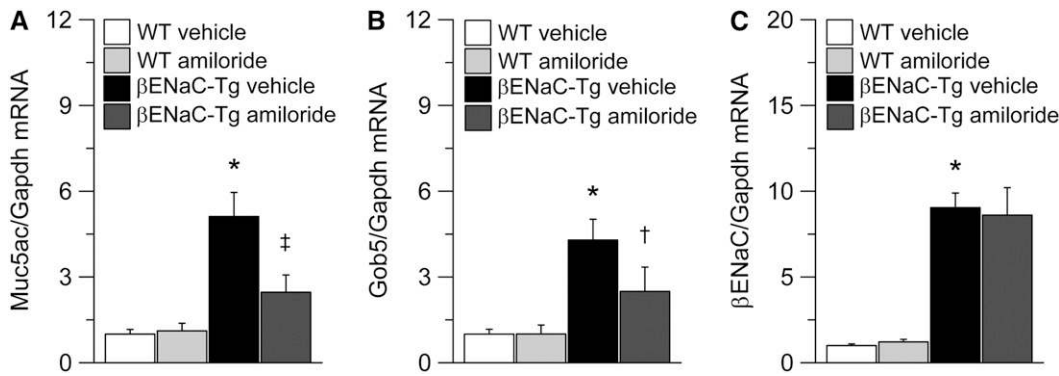 A
Muc5ac/Gapdh mRNA
12
9
6
3
0
WT vehicle
WT amiloride
βENaC-Tg vehicle
βENaC-Tg amiloride
*
‡
B
Gob5/Gapdh mRNA
12
9
6
3
0
WT vehicle
WT amiloride
βENaC-Tg vehicle
βENaC-Tg amiloride
*
†
C
βENaC/Gapdh mRNA
20
15
10
5
0
WT vehicle
WT amiloride
βENaC-Tg vehicle
βENaC-Tg amiloride
*